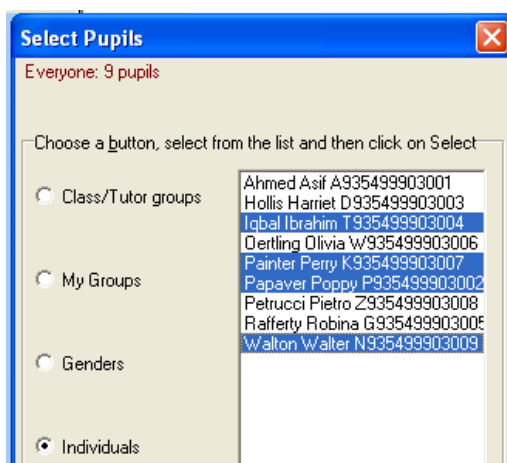 Select Pupils
Everyone: 9 pupils
Choose a button, select from the list and then click on Select
Class/Tutor groups
My Groups
Genders
Individuals
Ahmed Asif A935499903001
Hollis Harriet D935499903003
Iqbal Ibrahim T935499903004
Oertling Olivia W935499903006
Painter Perry K935499903007
Papaver Poppy P935499903002
Petrucci Pietro Z935499903008
Rafferty Robina G935499903005
Walton Walter N935499903009